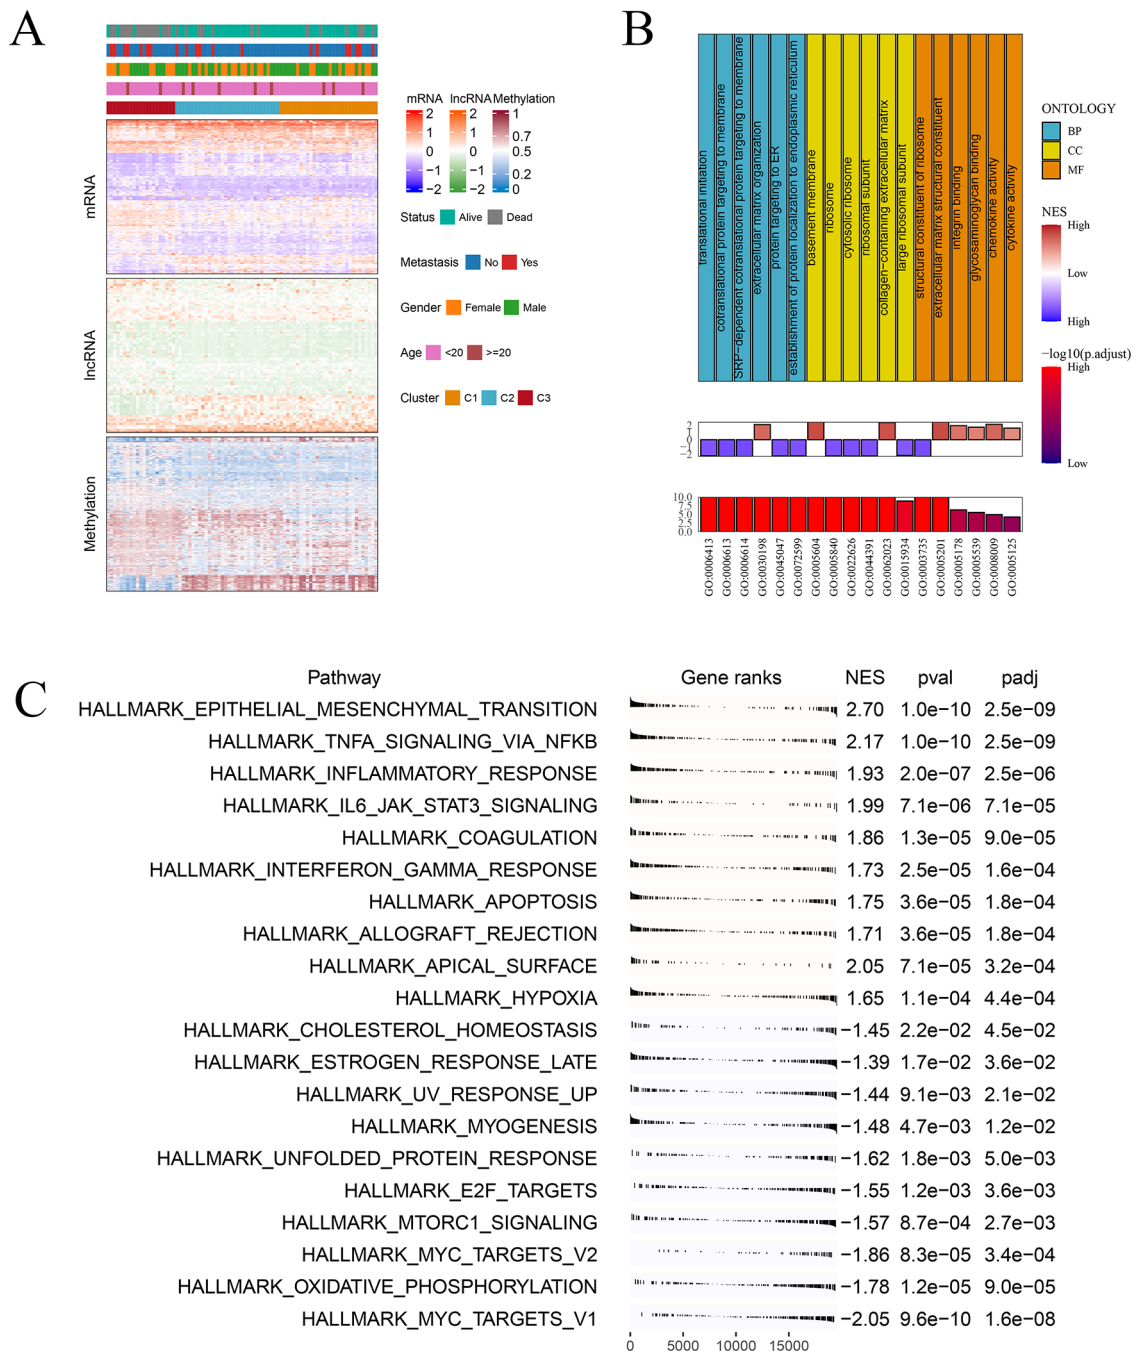 A
mRNA
lncRNA
Methylation
mRNA lncRNA Methylation
2 2 1
1 1 0.7
0 0 0.5
−1 −1 0.2
−2 −2 0
Status Alive Dead
Metastasis No Yes
Gender Female Male
Age <20 >=20
Cluster C1 C2 C3
B
translational initiation
cotranslational protein targeting to membrane
SRP−dependent cotranslational protein targeting to membrane
extracellular matrix organization
protein targeting to ER
establishment of protein localization to endoplasmic reticulum
basement membrane
ribosome
cytosolic ribosome
ribosomal subunit
collagen−containing extracellular matrix
large ribosomal subunit
structural constituent of ribosome
extracellular matrix structural constituent
integrin binding
glycosaminoglycan binding
chemokine activity
cytokine activity
2
1
0
−1
−2
10.0
7.5
5.0
2.5
0.0
GO:0006413
GO:0006613
GO:0006614
GO:0030198
GO:0045047
GO:0072599
GO:0005604
GO:0005840
GO:0022626
GO:0044391
GO:0062023
GO:0015934
GO:0003735
GO:0005201
GO:0005178
GO:0005539
GO:0008009
GO:0005125
ONTOLOGY
BP
CC
MF
NES
High
Low
High
−log10(p.adjust)
High
Low
C
Pathway Gene ranks NES pval padj
HALLMARK_EPITHELIAL_MESENCHYMAL_TRANSITION 2.70 1.0e−10 2.5e−09
HALLMARK_TNFA_SIGNALING_VIA_NFKB 2.17 1.0e−10 2.5e−09
HALLMARK_INFLAMMATORY_RESPONSE 1.93 2.0e−07 2.5e−06
HALLMARK_IL6_JAK_STAT3_SIGNALING 1.99 7.1e−06 7.1e−05
HALLMARK_COAGULATION 1.86 1.3e−05 9.0e−05
HALLMARK_INTERFERON_GAMMA_RESPONSE 1.73 2.5e−05 1.6e−04
HALLMARK_APOPTOSIS 1.75 3.6e−05 1.8e−04
HALLMARK_ALLOGRAFT_REJECTION 1.71 3.6e−05 1.8e−04
HALLMARK_APICAL_SURFACE 2.05 7.1e−05 3.2e−04
HALLMARK_HYPOXIA 1.65 1.1e−04 4.4e−04
HALLMARK_CHOLESTEROL_HOMEOSTASIS −1.45 2.2e−02 4.5e−02
HALLMARK_ESTROGEN_RESPONSE_LATE −1.39 1.7e−02 3.6e−02
HALLMARK_UV_RESPONSE_UP −1.44 9.1e−03 2.1e−02
HALLMARK_MYOGENESIS −1.48 4.7e−03 1.2e−02
HALLMARK_UNFOLDED_PROTEIN_RESPONSE −1.62 1.8e−03 5.0e−03
HALLMARK_E2F_TARGETS −1.55 1.2e−03 3.6e−03
HALLMARK_MTORC1_SIGNALING −1.57 8.7e−04 2.7e−03
HALLMARK_MYC_TARGETS_V2 −1.86 8.3e−05 3.4e−04
HALLMARK_OXIDATIVE_PHOSPHORYLATION −1.78 1.2e−05 9.0e−05
HALLMARK_MYC_TARGETS_V1 −2.05 9.6e−10 1.6e−08
0 5000 10000 15000